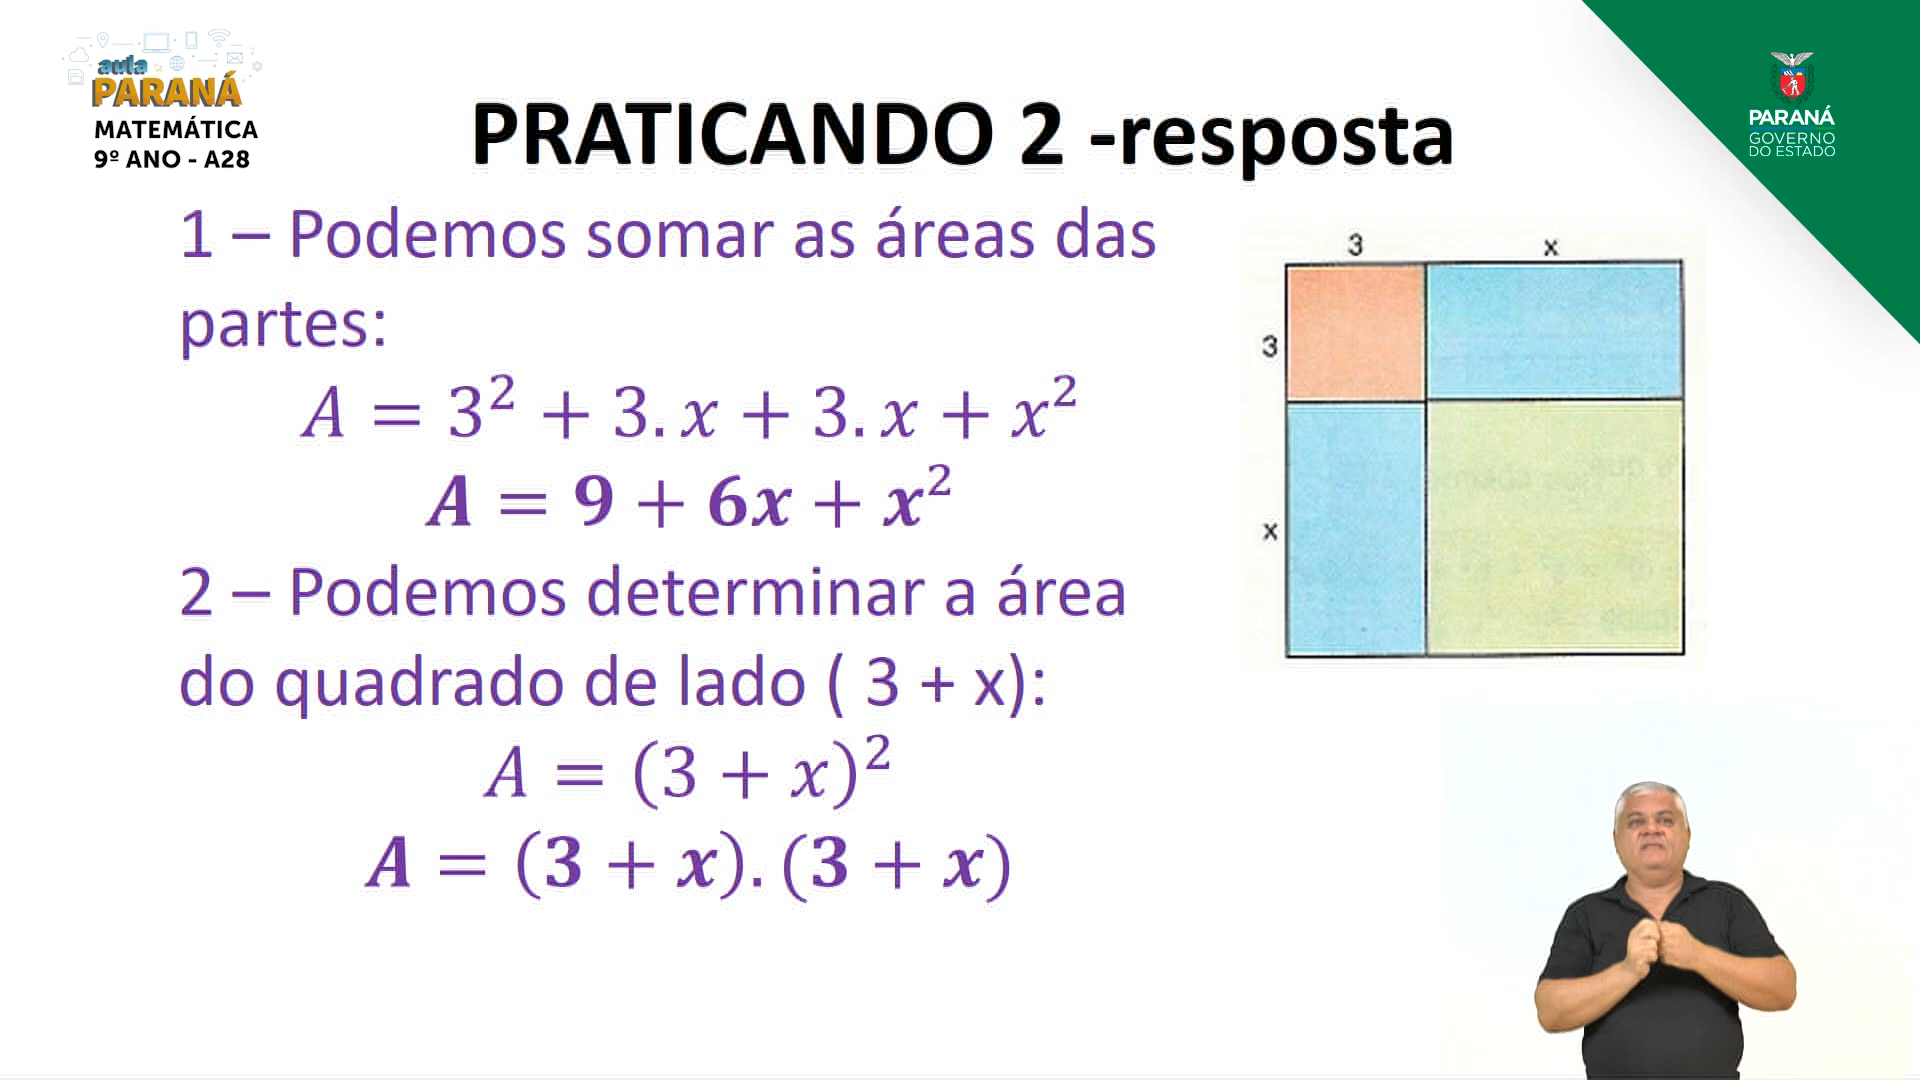 aula
PARANÁ
MATEMÁTICA
9º ANO - A28
PRATICANDO 2 -resposta
PARANÁ
GOVERNO
DO ESTADO
1 – Podemos somar as áreas das
partes:
A = 3² + 3. x + 3. x + x²
A = 9 + 6x + x²
2 – Podemos determinar a área
do quadrado de lado ( 3 + x):
A = (3 + x)²
A = (3 + x). (3 + x)
3 x
3
x